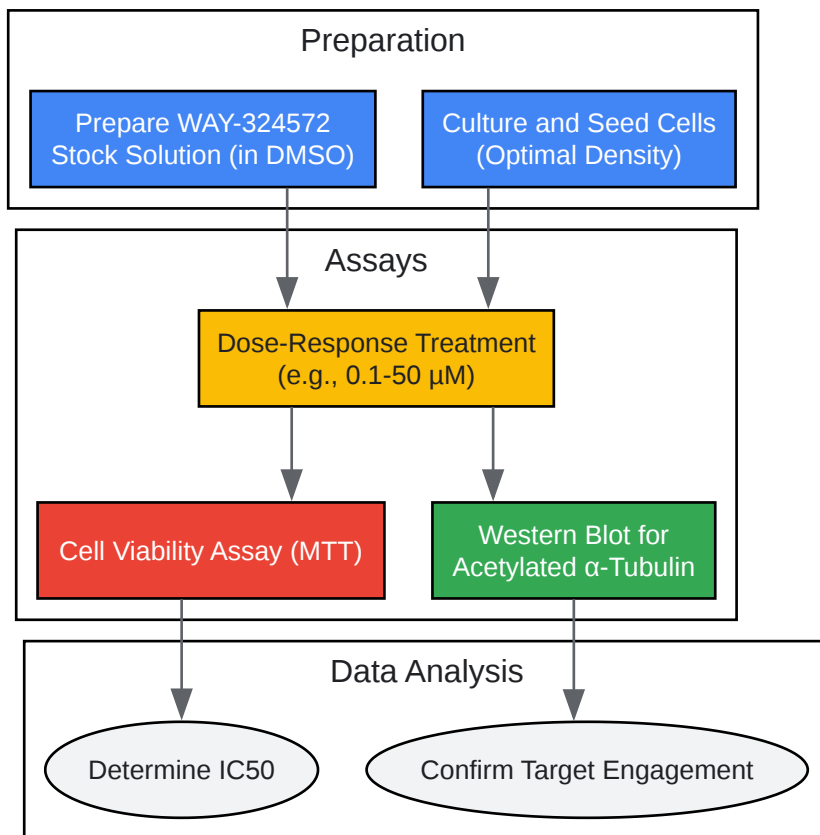 Preparation
Prepare WAY-324572
Stock Solution (in DMSO)
Culture and Seed Cells
(Optimal Density)
Assays
Dose-Response Treatment
(e.g., 0.1-50 µM)
Cell Viability Assay (MTT)
Western Blot for
Acetylated α-Tubulin
Data Analysis
Determine IC50
Confirm Target Engagement